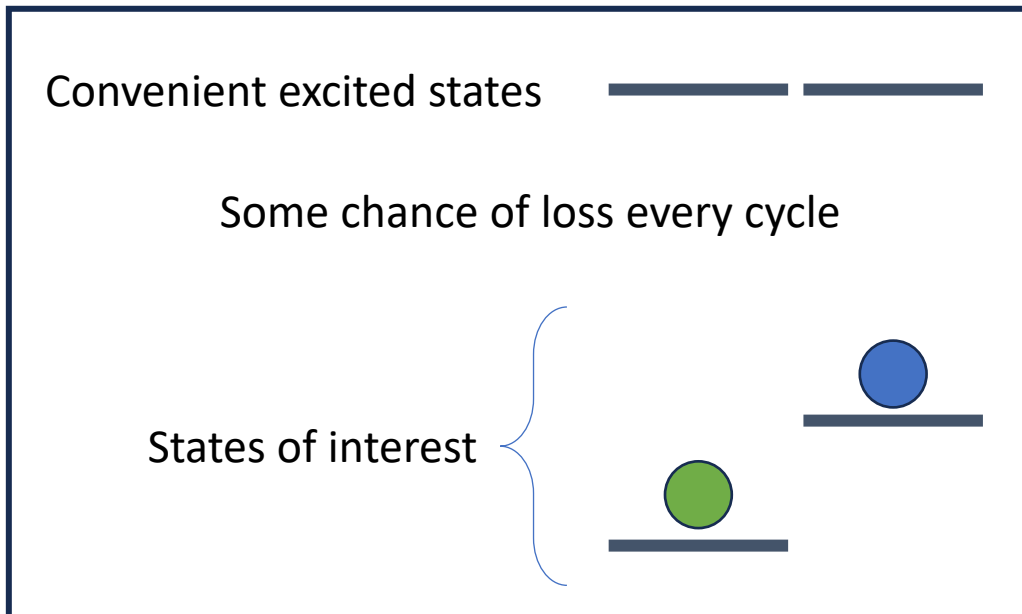 Convenient excited states
Some chance of loss every cycle
States of interest